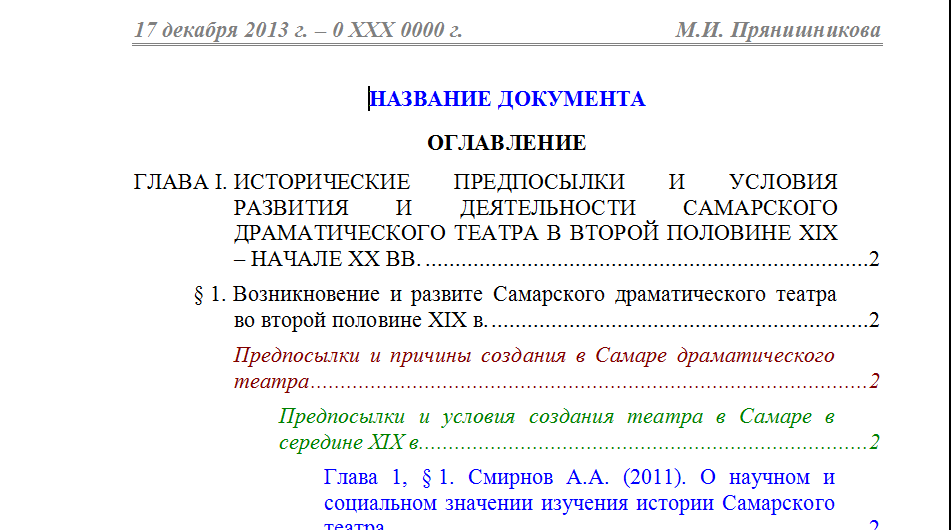 17 декабря 2013 г. – 0 XXX 0000 г. М.И. Прянишникова
НАЗВАНИЕ ДОКУМЕНТА
ОГЛАВЛЕНИЕ
ГЛАВА I. ИСТОРИЧЕСКИЕ ПРЕДПОСЫЛКИ И УСЛОВИЯ
РАЗВИТИЯ И ДЕЯТЕЛЬНОСТИ САМАРСКОГО
ДРАМАТИЧЕСКОГО ТЕАТРА В ВТОРОЙ ПОЛОВИНЕ XIX
– НАЧАЛЕ XX ВВ. ......................................................................2
§ 1. Возникновение и развите Самарского драматического театра
во второй половине XIX в. ............................................................2
Предпосылки и причины создания в Самаре драматического
театра.........................................................................................2
Предпосылки и условия создания театра в Самаре в
середине XIX в.........................................................................2
Глава 1, § 1. Смирнов А.А. (2011). О научном и
социальном значении изучения истории Самарского
театра ...............................................................................2